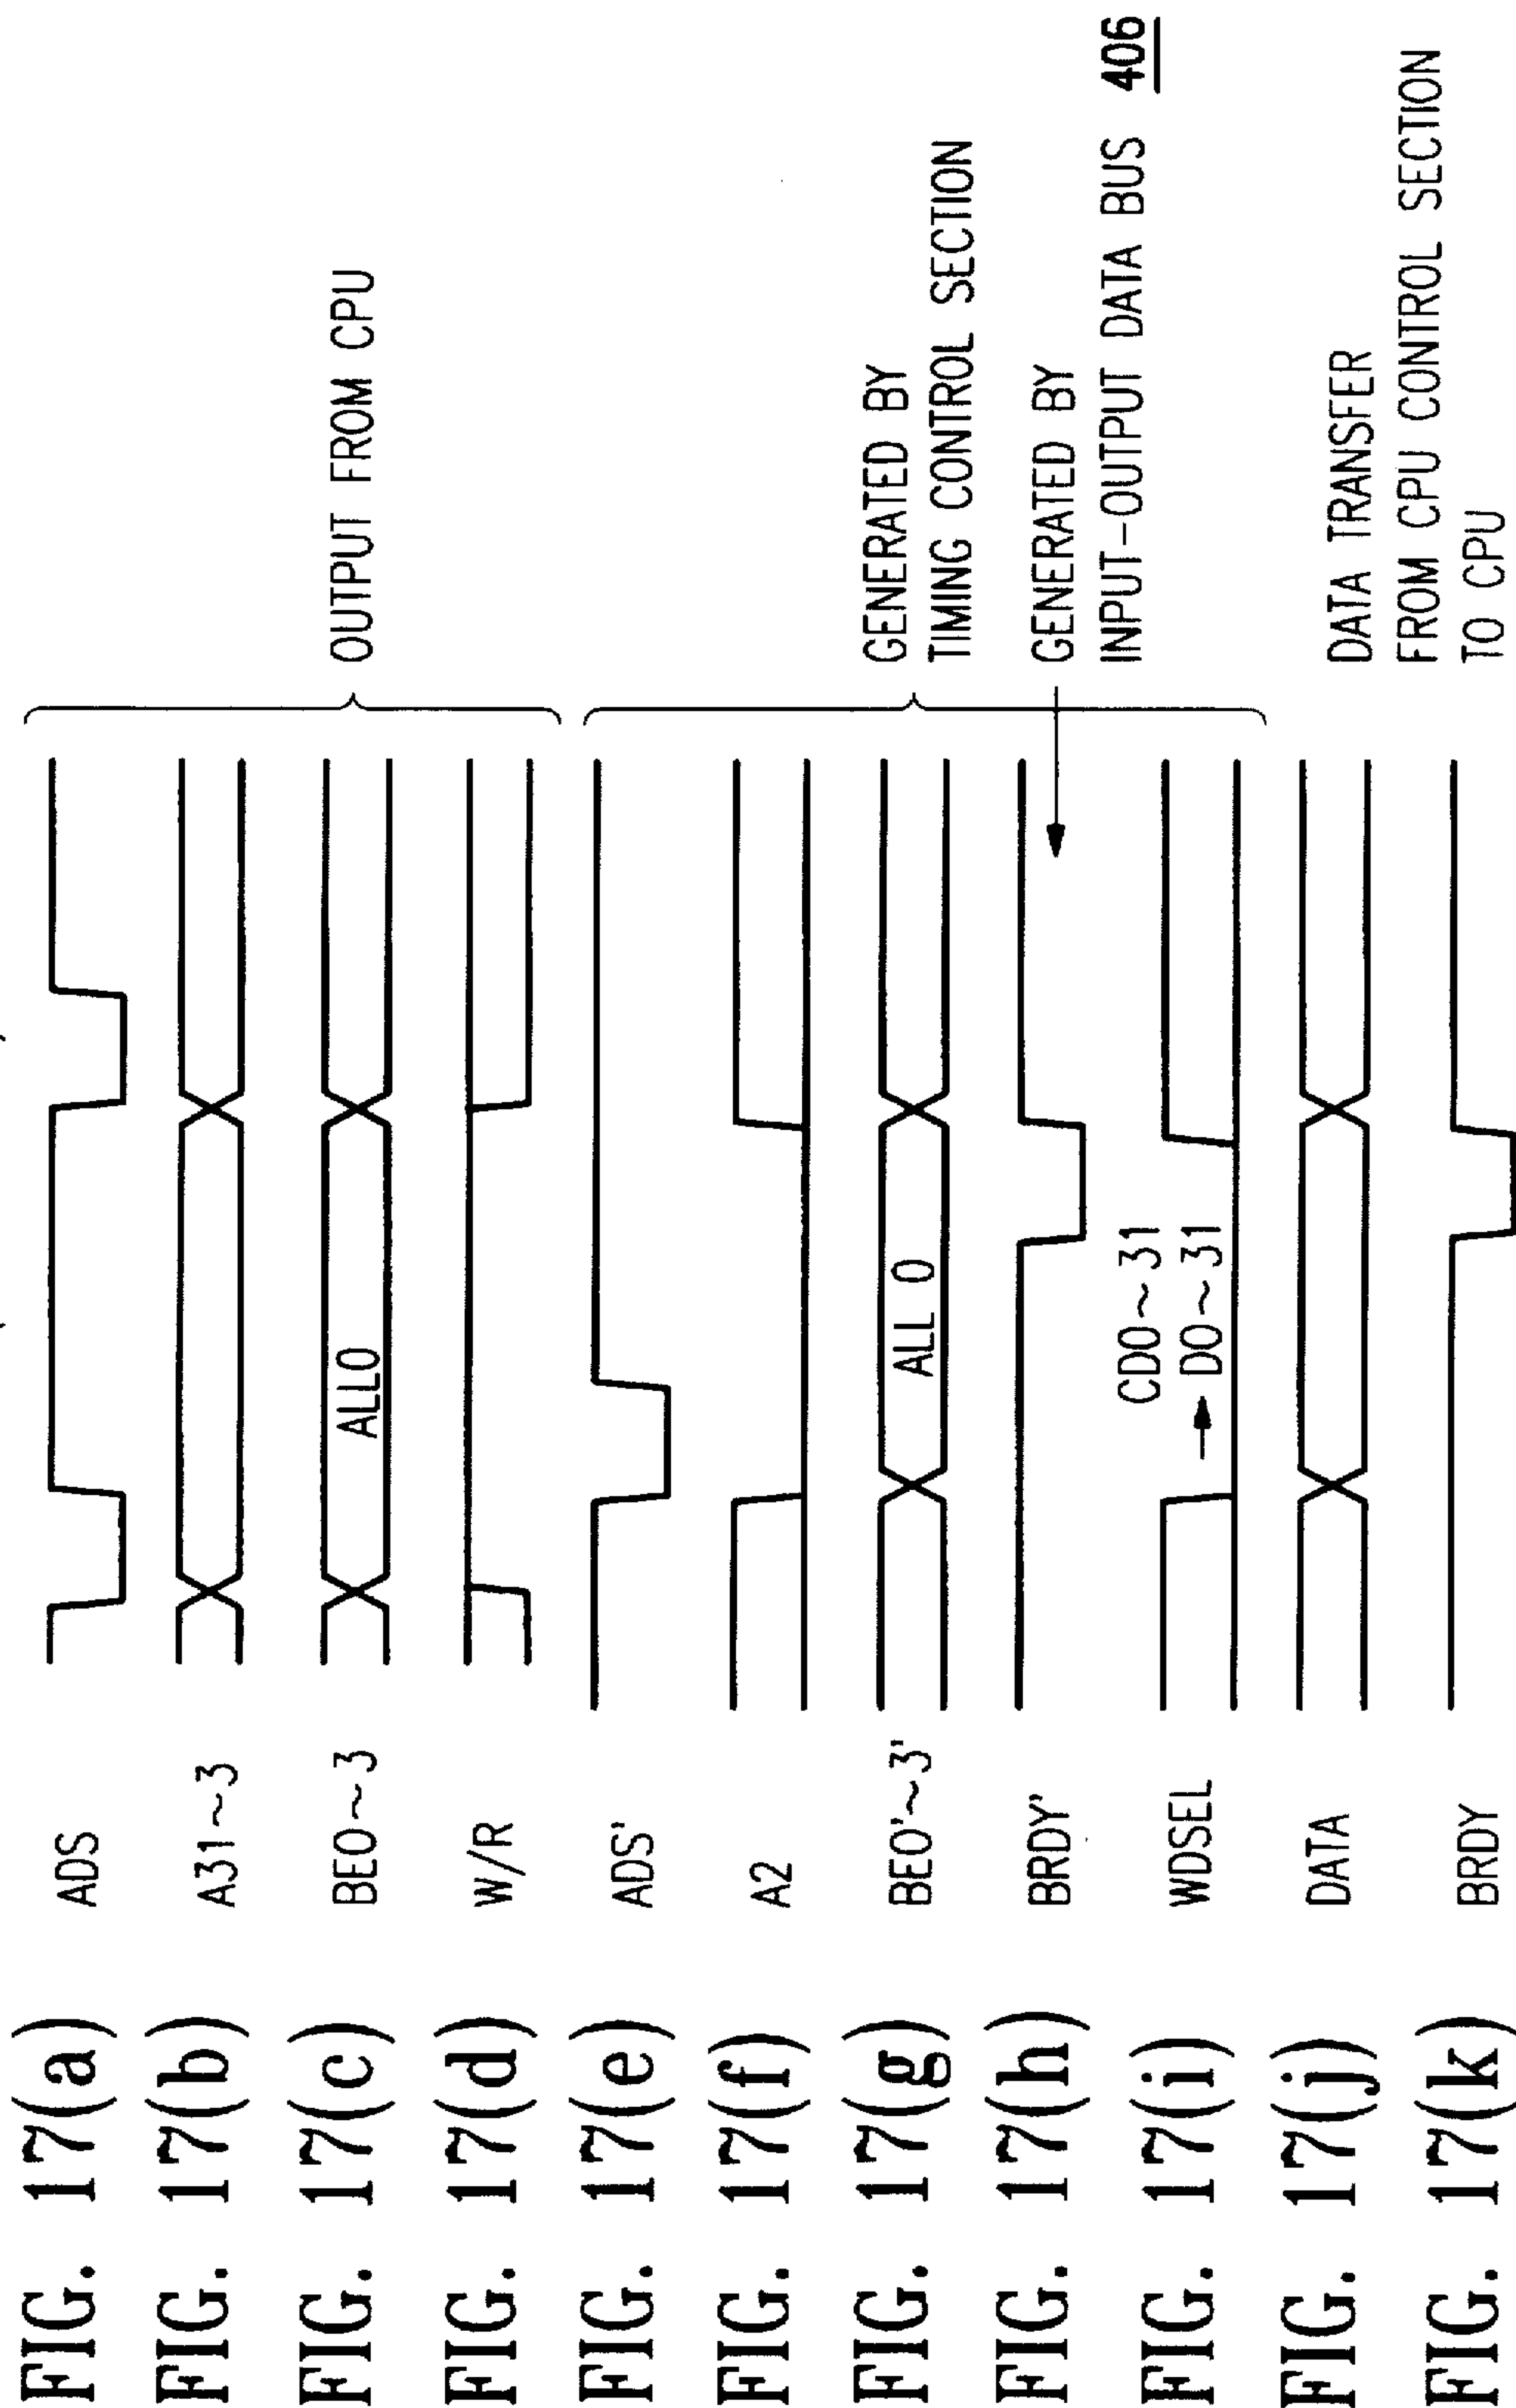 FIG. 17(a) ADS
FIG. 17(b) A31~3
FIG. 17(c) BE0~3 ALL0
FIG. 17(d) W/R
OUTPUT FROM CPU
FIG. 17(e) ADS'
FIG. 17(f) A2
FIG. 17(g) BE0'~3' ALL 0
GENERATED BY
TIMING CONTROL SECTION
FIG. 17(h) BRDY'
GENERATED BY
INPUT-OUTPUT DATA BUS 406
FIG. 17(i) WDSEL
CD0~31
→ D0~31
FIG. 17(j) DATA
DATA TRANSFER
FROM CPU CONTROL SECTION
TO CPU
FIG. 17(k) BRDY